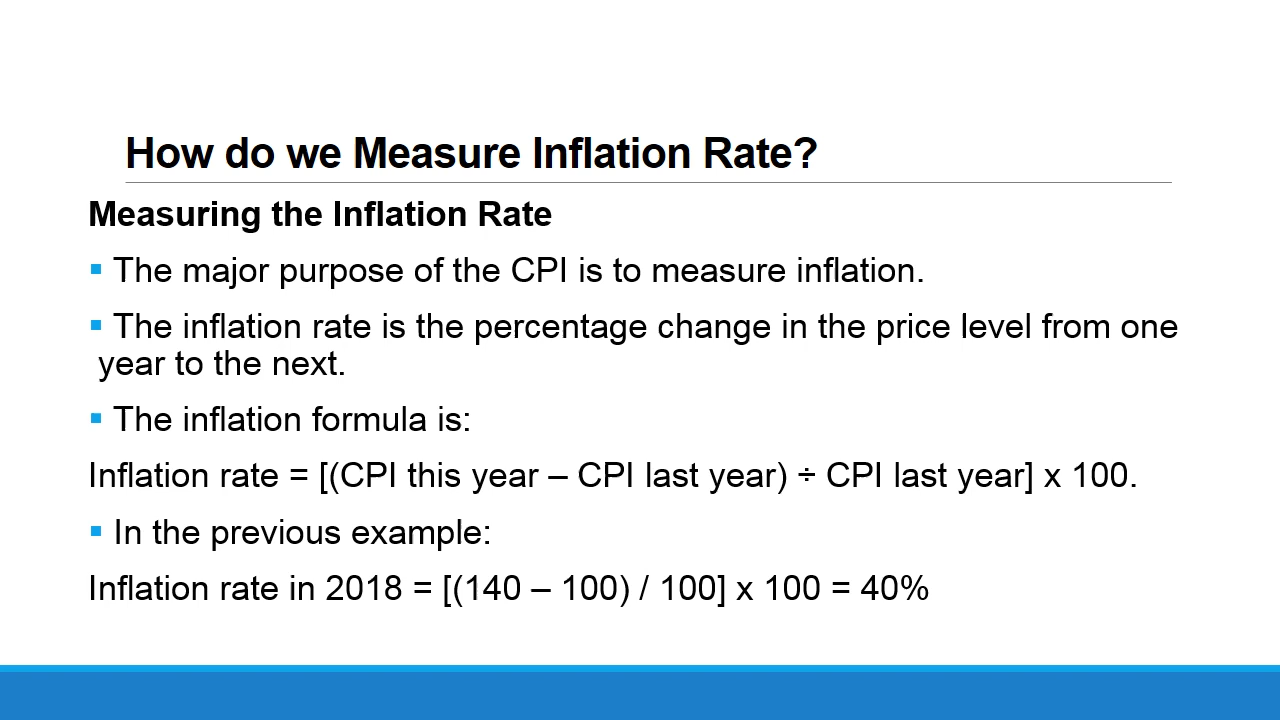 How do we Measure Inflation Rate?
Measuring the Inflation Rate
▪ The major purpose of the CPI is to measure inflation.
▪ The inflation rate is the percentage change in the price level from one
year to the next.
▪ The inflation formula is:
Inflation rate = [(CPI this year – CPI last year) ÷ CPI last year] x 100.
▪ In the previous example:
Inflation rate in 2018 = [(140 – 100) / 100] x 100 = 40%